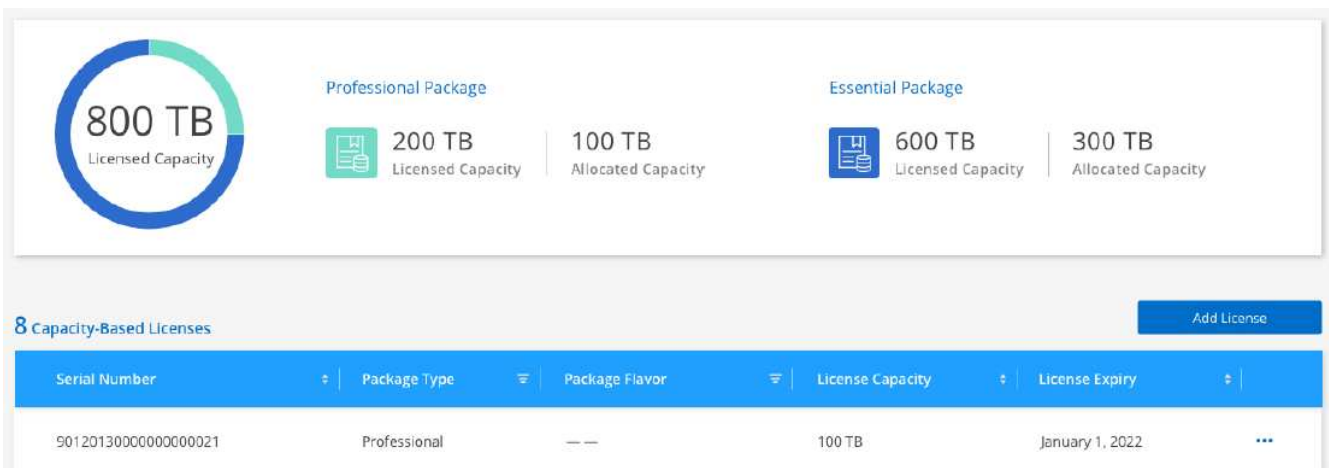 800 TB
Licensed Capacity
Professional Package
200 TB
Licensed Capacity
100 TB
Allocated Capacity
Essential Package
600 TB
Licensed Capacity
300 TB
Allocated Capacity
8 Capacity-Based Licenses
Add License
Serial Number Package Type Package Flavor License Capacity License Expiry
90120130000000000021 Professional — — 100 TB January 1, 2022 •••